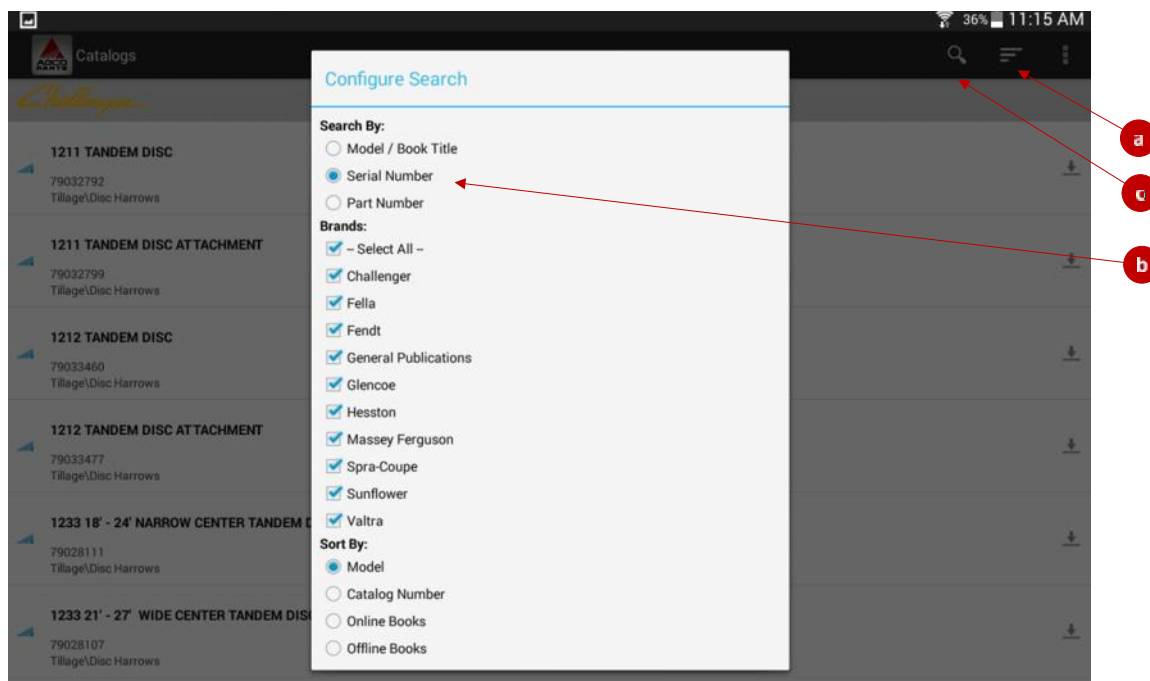 36% 11:15 AM
AGCO
PARTS
Catalogs
Challenger
1211 TANDEM DISC
79032792
Tillage\Disc Harrows
1211 TANDEM DISC ATTACHMENT
79032799
Tillage\Disc Harrows
1212 TANDEM DISC
79033460
Tillage\Disc Harrows
1212 TANDEM DISC ATTACHMENT
79033477
Tillage\Disc Harrows
1233 18' - 24' NARROW CENTER TANDEM D
79028111
Tillage\Disc Harrows
1233 21' - 27' WIDE CENTER TANDEM DISC
79028107
Tillage\Disc Harrows
Configure Search
Search By:
Model / Book Title
Serial Number
Part Number
Brands:
– Select All –
Challenger
Fella
Fendt
General Publications
Glencoe
Hesston
Massey Ferguson
Spra-Coupe
Sunflower
Valtra
Sort By:
Model
Catalog Number
Online Books
Offline Books
a
b